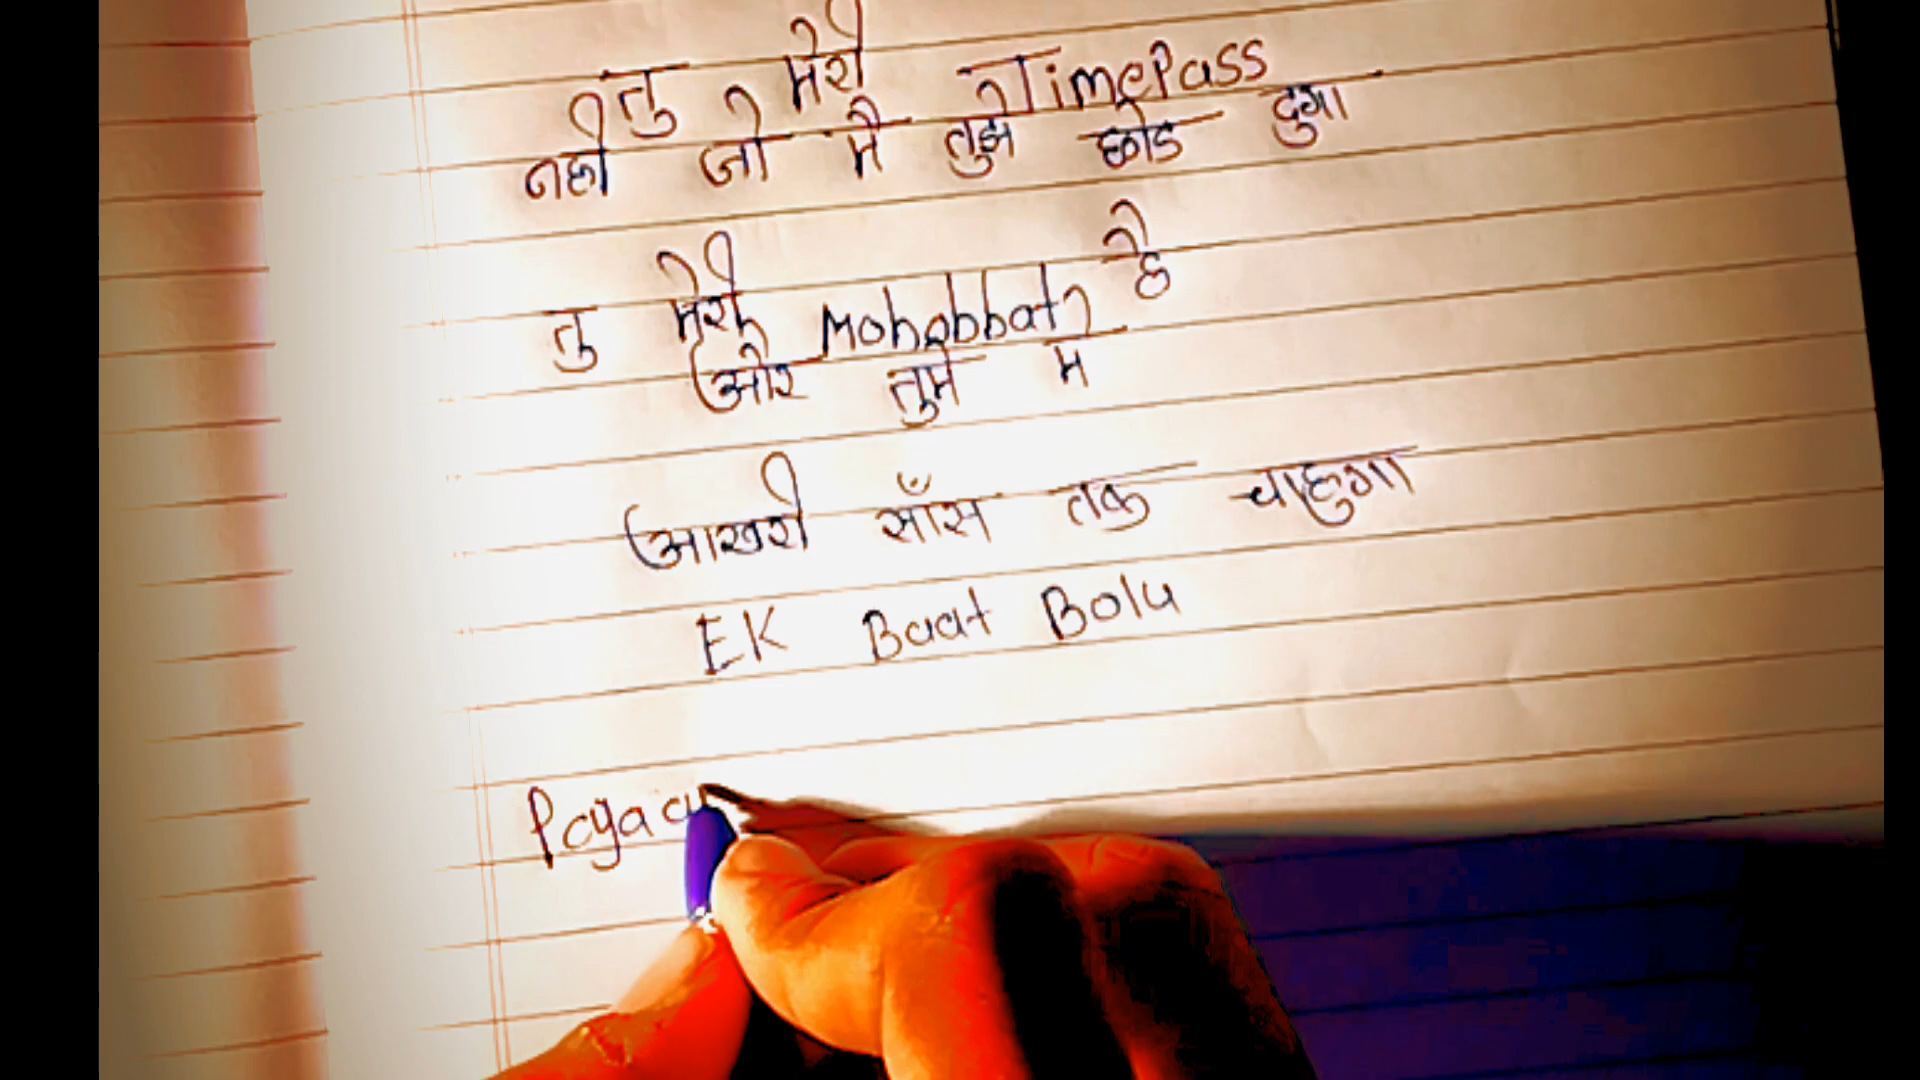 तु मेरी TimePass
नही जो मै तुझे छोड दुगा
तु मेरी Mohabbat है
और तुमे मे
आखरी साँस तक चाहुगा
EK Baat Bolu